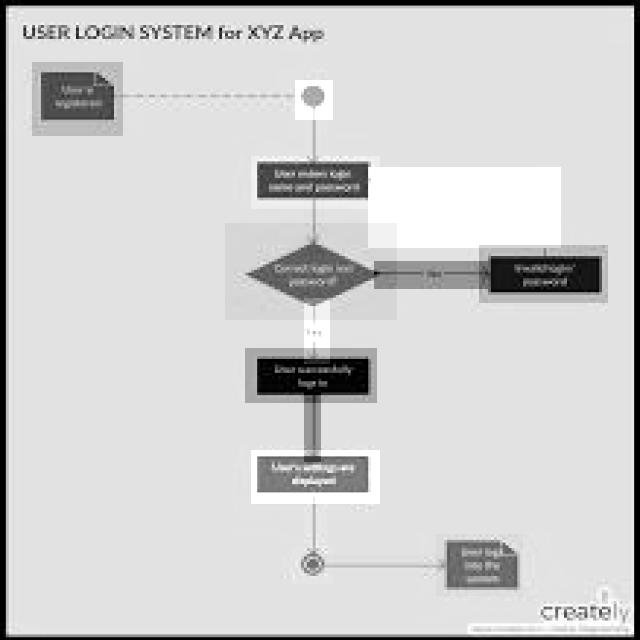 USER LOGIN SYSTEM for XYZ App
User is
registered
User enters login
name and password
Correct login and
password?
No
Invalid login/
password
Yes
User successfully
logs in
User settings are
displayed
User logs
into the
system
creately